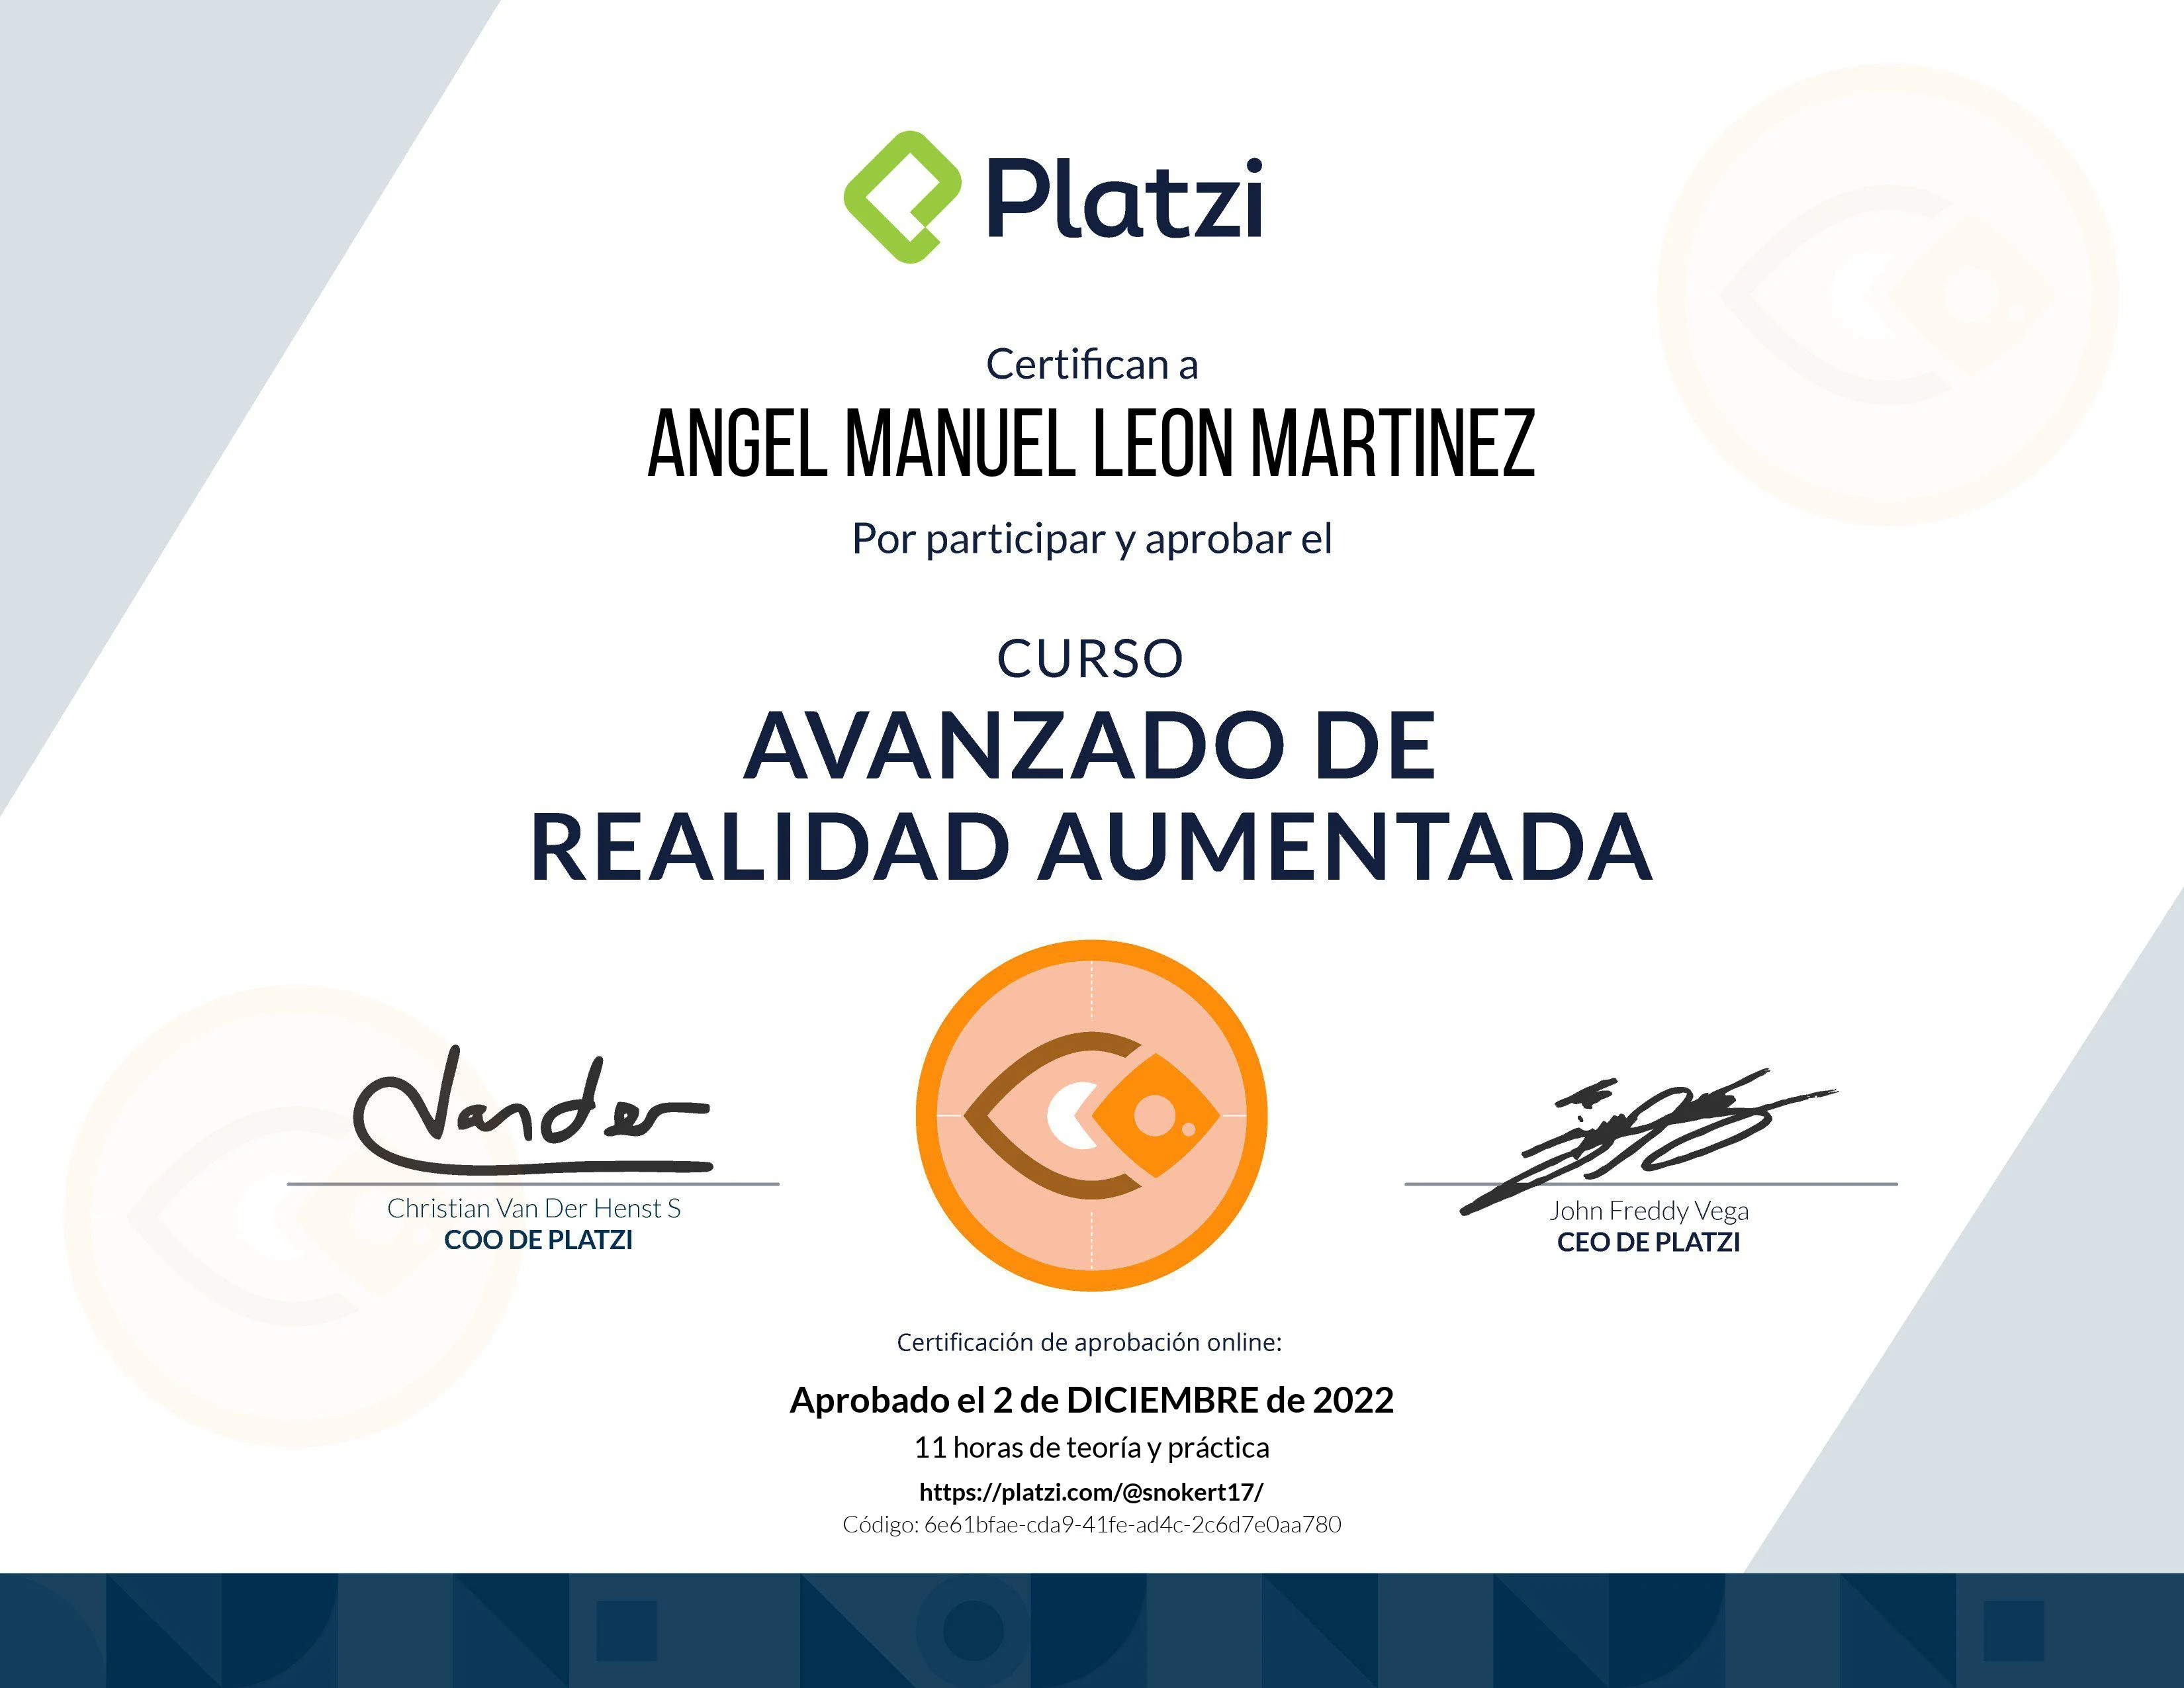 Platzi
Certifican a
ANGEL MANUEL LEON MARTINEZ
Por participar y aprobar el
CURSO
AVANZADO DE
REALIDAD AUMENTADA
Vander
Christian Van Der Henst S
COO DE PLATZI
John Freddy Vega
CEO DE PLATZI
Certificación de aprobación online:
Aprobado el 2 de DICIEMBRE de 2022
11 horas de teoría y práctica
https://platzi.com/@snokert17/
Código: 6e61bfae-cda9-41fe-ad4c-2c6d7e0aa780